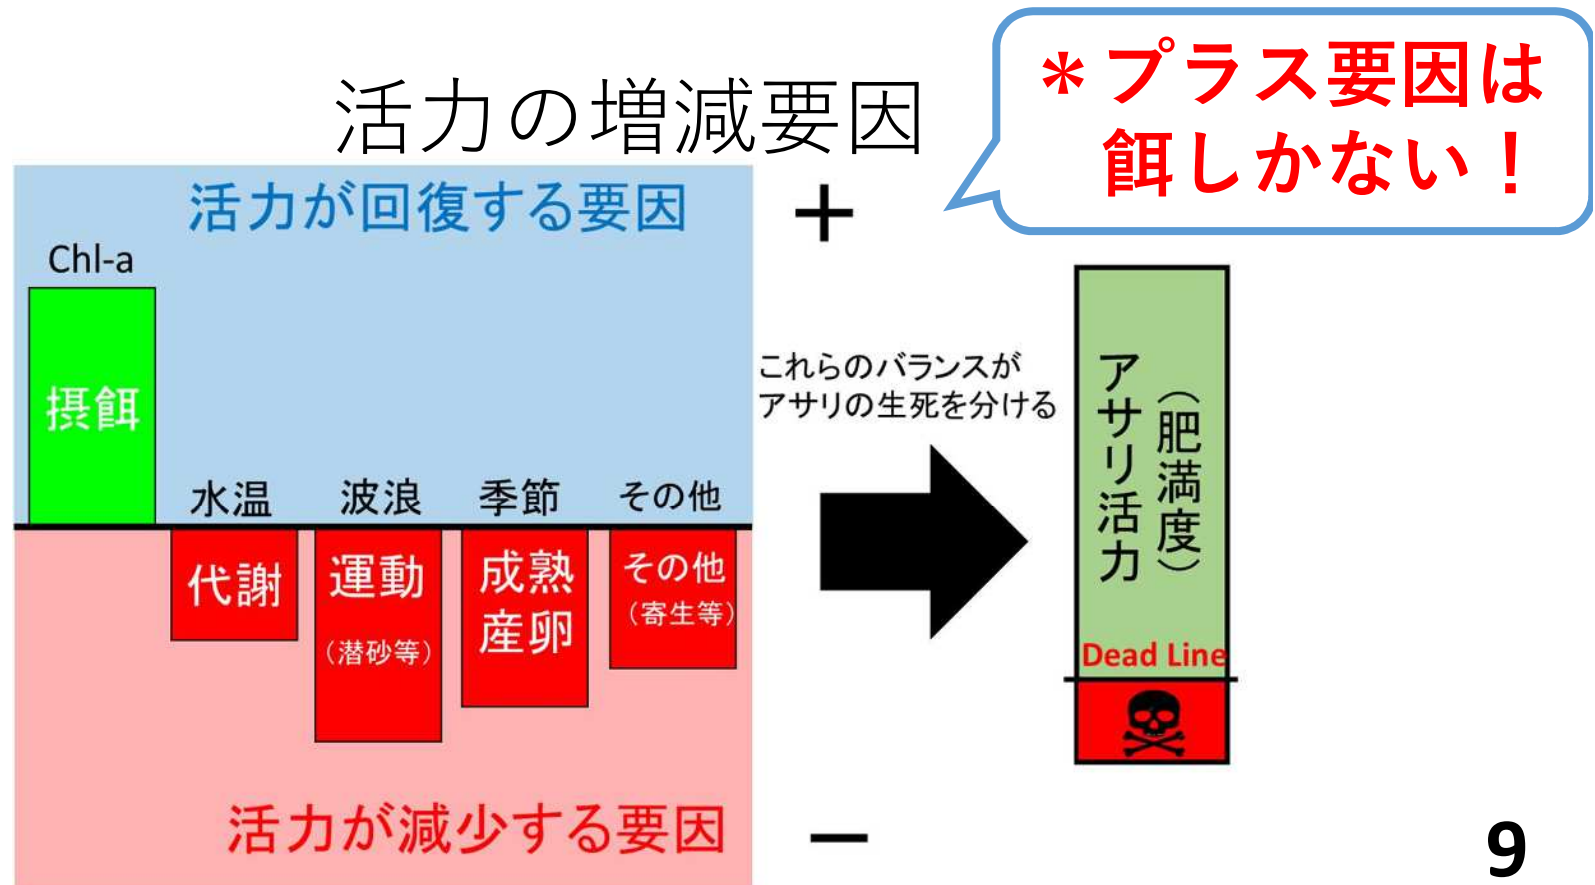 活力の増減要因
＊プラス要因は
餌しかない！
活力が回復する要因
＋
Chl-a
摂餌
水温
波浪
季節
その他
代謝
運動
（潜砂等）
成熟
産卵
その他
（寄生等）
活力が減少する要因
－
これらのバランスが
アサリの生死を分ける
アサリ活力
（肥満度）
Dead Line
9